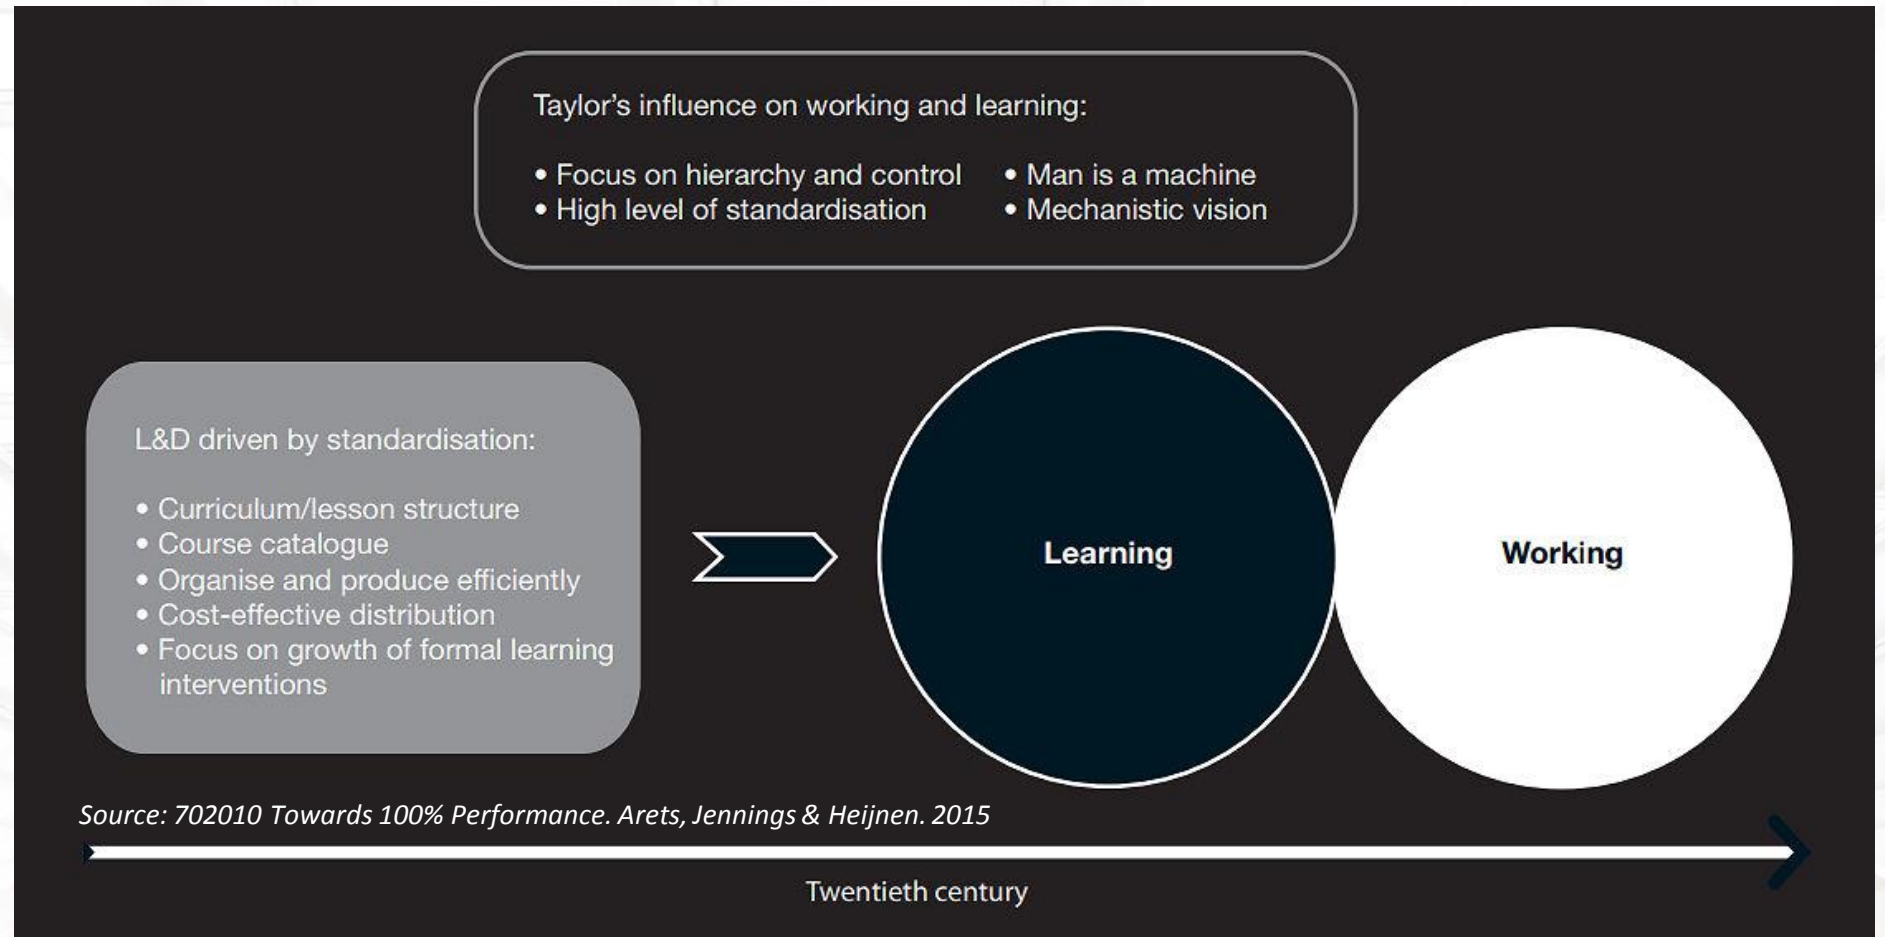 Taylor's influence on working and learning:
• Focus on hierarchy and control
• High level of standardisation
• Man is a machine
• Mechanistic vision
L&D driven by standardisation:
• Curriculum/lesson structure
• Course catalogue
• Organise and produce efficiently
• Cost-effective distribution
• Focus on growth of formal learning
interventions
Learning
Working
Source: 702010 Towards 100% Performance. Arets, Jennings & Heijnen. 2015
Twentieth century